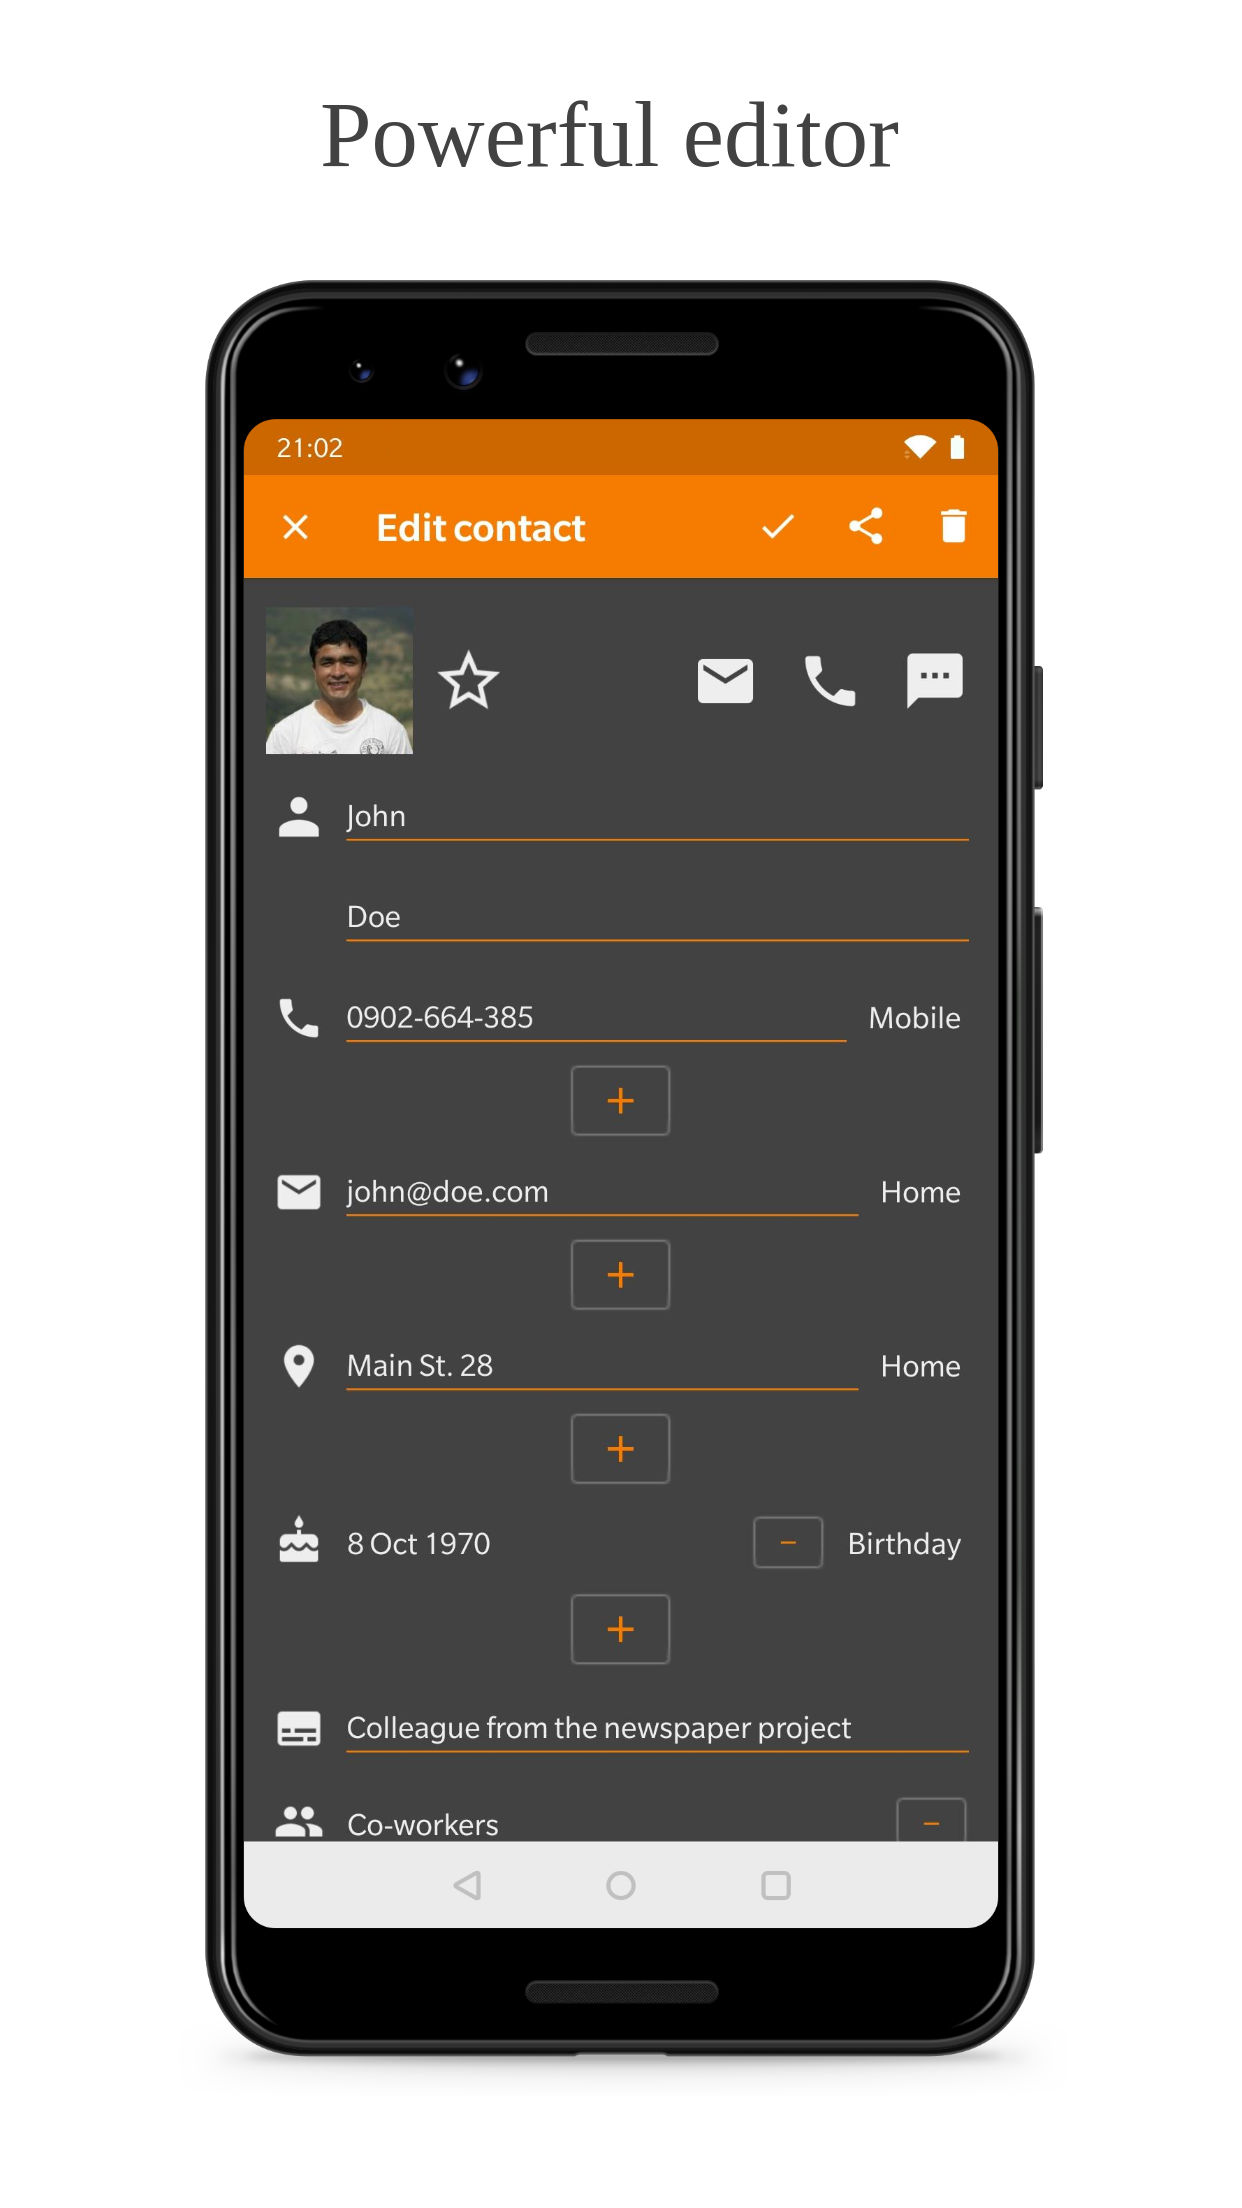 Powerful editor
21:02
Edit contact
John
Doe
0902-664-385 Mobile
john@doe.com Home
Main St. 28 Home
8 Oct 1970 Birthday
Colleague from the newspaper project
Co-workers